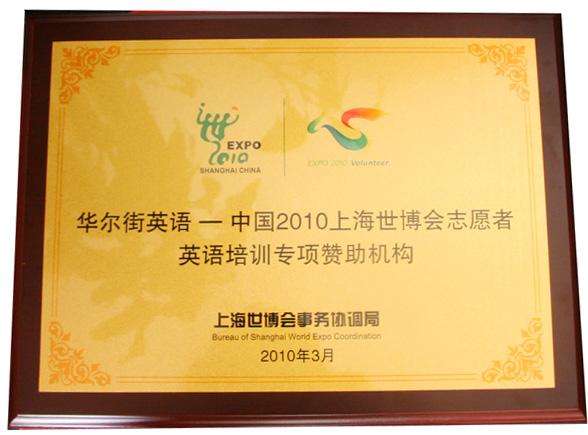 EXPO
2010
SHANGHAI CHINA
EXPO 2010 Volunteer
华尔街英语 — 中国2010上海世博会志愿者
英语培训专项赞助机构
上海世博会事务协调局
Bureau of Shanghai World Expo Coordination
2010年3月